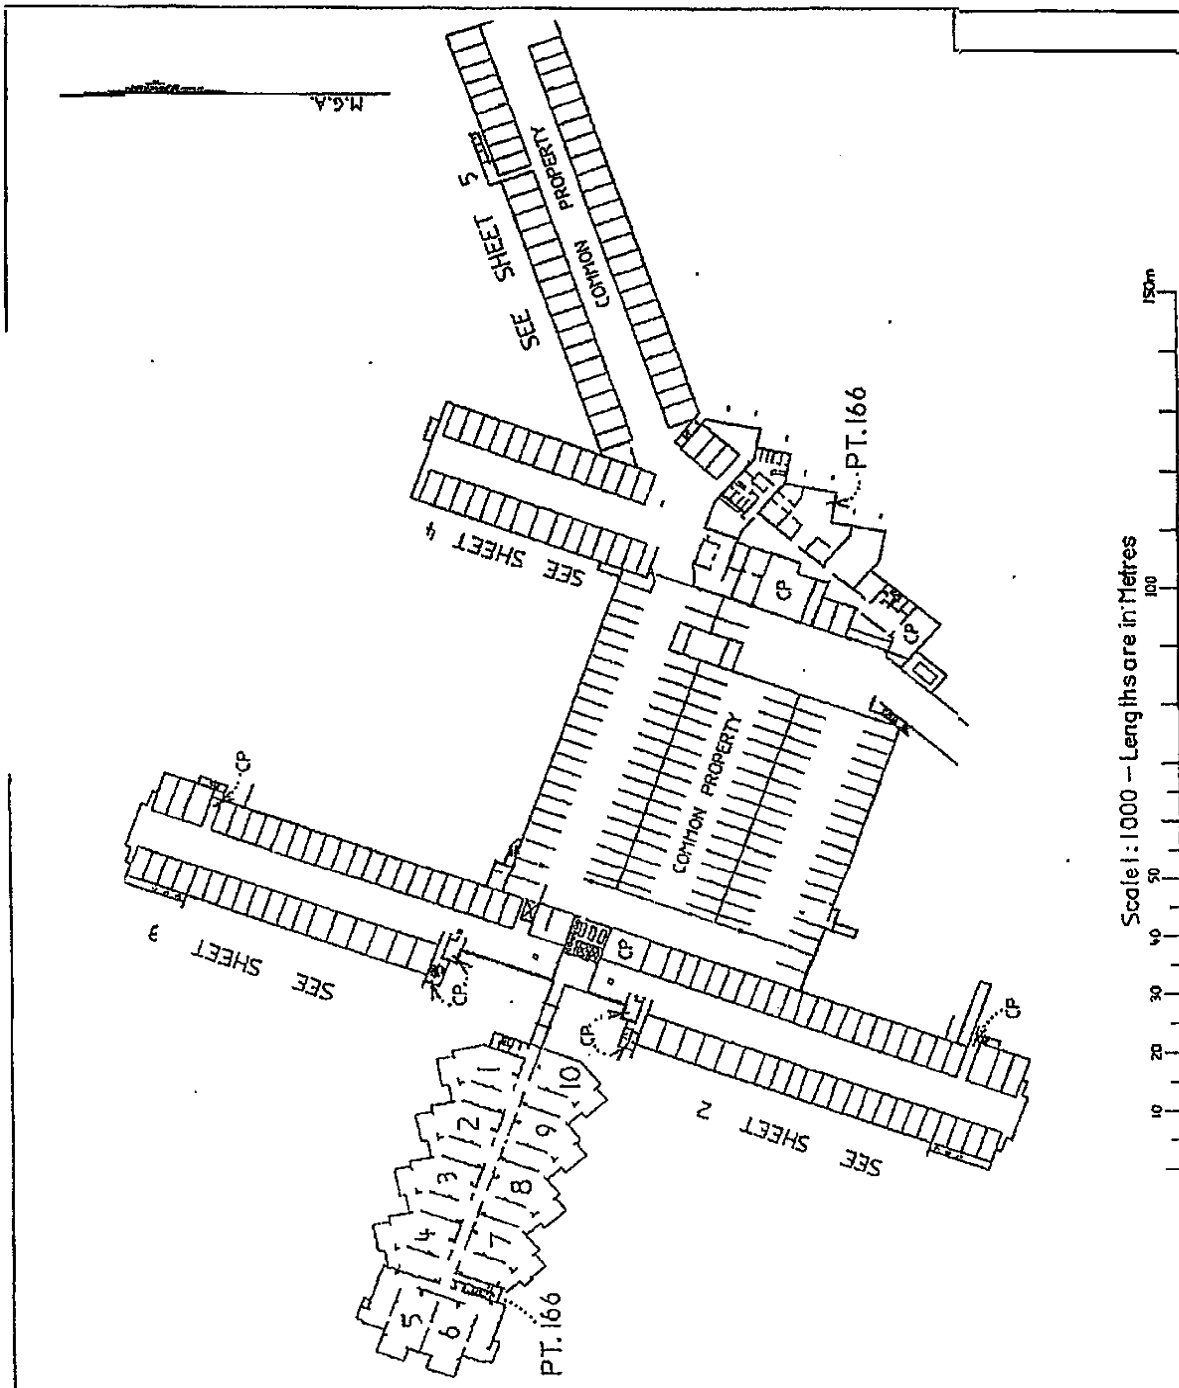 M.G.A.
SEE SHEET 5
COMMON PROPERTY
SEE SHEET 4
PT.166
CP
CP
COMMON PROPERTY
CP
SEE SHEET 3
CP
CP
CP
CP
SEE SHEET 2
1
2
3
4
5
6
7
8
9
10
PT.166
10
20
30
40
50
100
150m
Scale 1:1000 - Lengths are in Metres